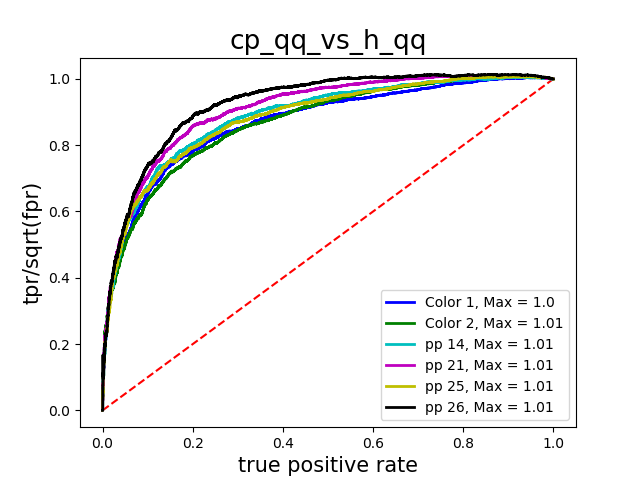 cp_qq_vs_h_qq
tpr/sqrt(fpr)
1.0
0.8
0.6
0.4
0.2
0.0
Color 1, Max = 1.0
Color 2, Max = 1.01
pp 14, Max = 1.01
pp 21, Max = 1.01
pp 25, Max = 1.01
pp 26, Max = 1.01
0.0 0.2 0.4 0.6 0.8 1.0
true positive rate